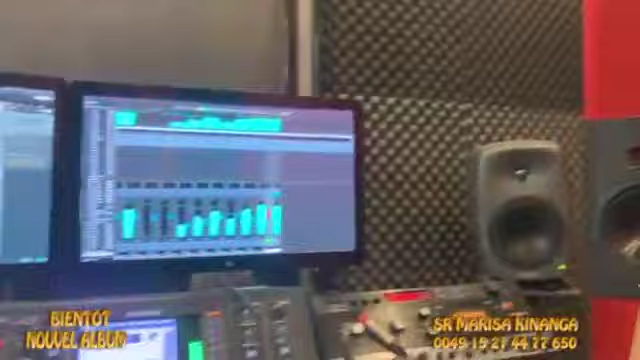 BIENTOT
NOUVEL ALBUM
SR MARISA KINANGA
0049 15 21 44 77 650